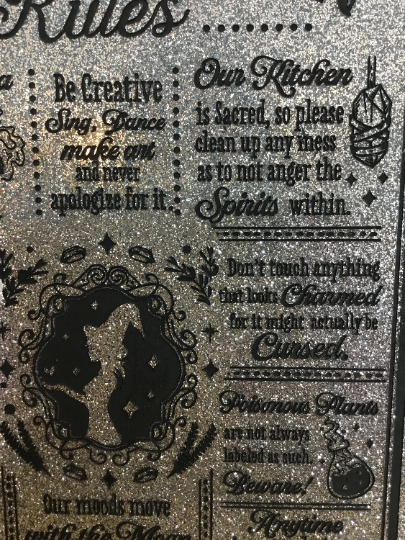 Rules ........
Be Creative
Sing, Dance
make art
and never
apologize for it.
Our Kitchen
is Sacred, so please
clean up any mess
as to not anger the
Spirits within.
Don't touch anything
that looks Charmed
for it might actually be
Cursed.
Poisonous Plants
are not always
labeled as such.
Beware!
Our moods move
with the Moon
Anytime